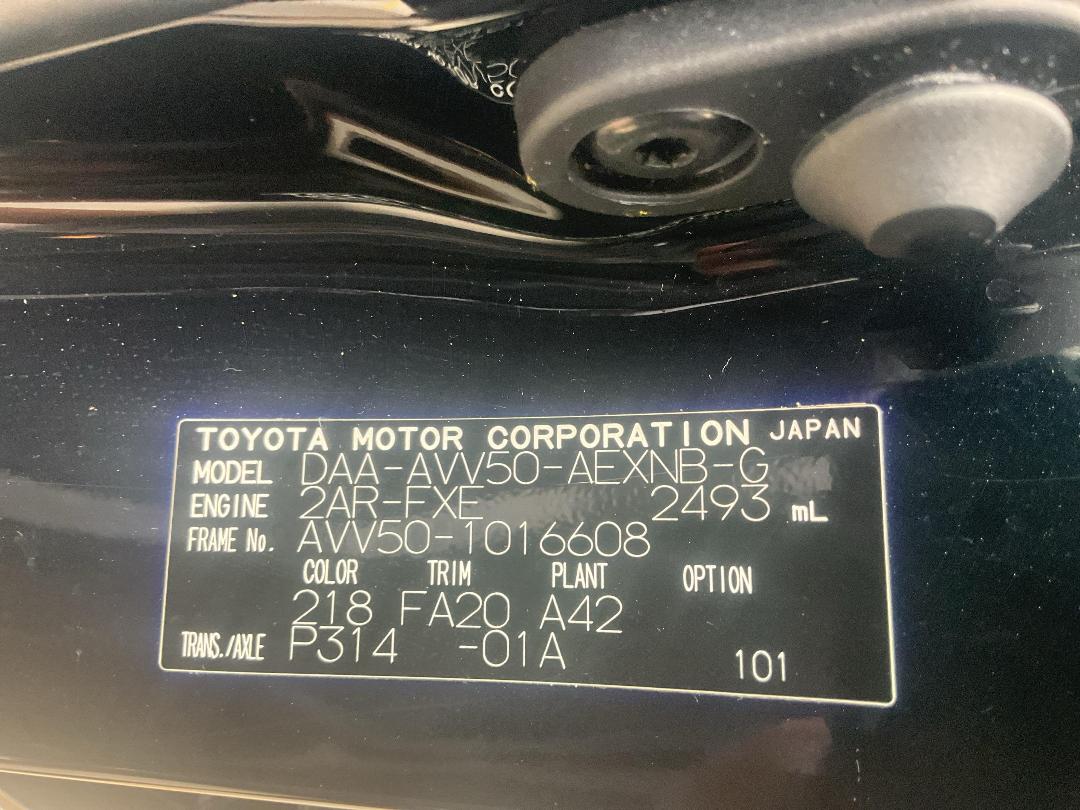 TOYOTA MOTOR CORPORATION JAPAN
MODEL DAA-AVV50-AEXNB-G
ENGINE 2AR-FXE 2493 mL
FRAME No. AVV50-1016608
COLOR TRIM PLANT OPTION
218 FA20 A42
TRANS./AXLE P314 -01A 101